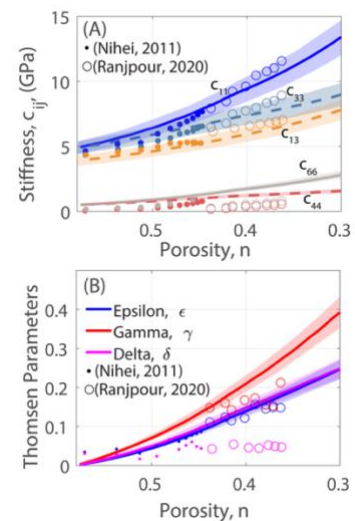 (A)
• (Nihei, 2011)
○ (Ranjpour, 2020)
C11
C33
C13
C66
C44
Stiffness, cij, (GPa)
15
10
5
0
0.5
0.4
0.3
Porosity, n
(B)
Epsilon, ϵ
Gamma, γ
Delta, δ
• (Nihei, 2011)
○ (Ranjpour, 2020)
Thomsen Parameters
0.4
0.3
0.2
0.1
0
0.5
0.4
0.3
Porosity, n